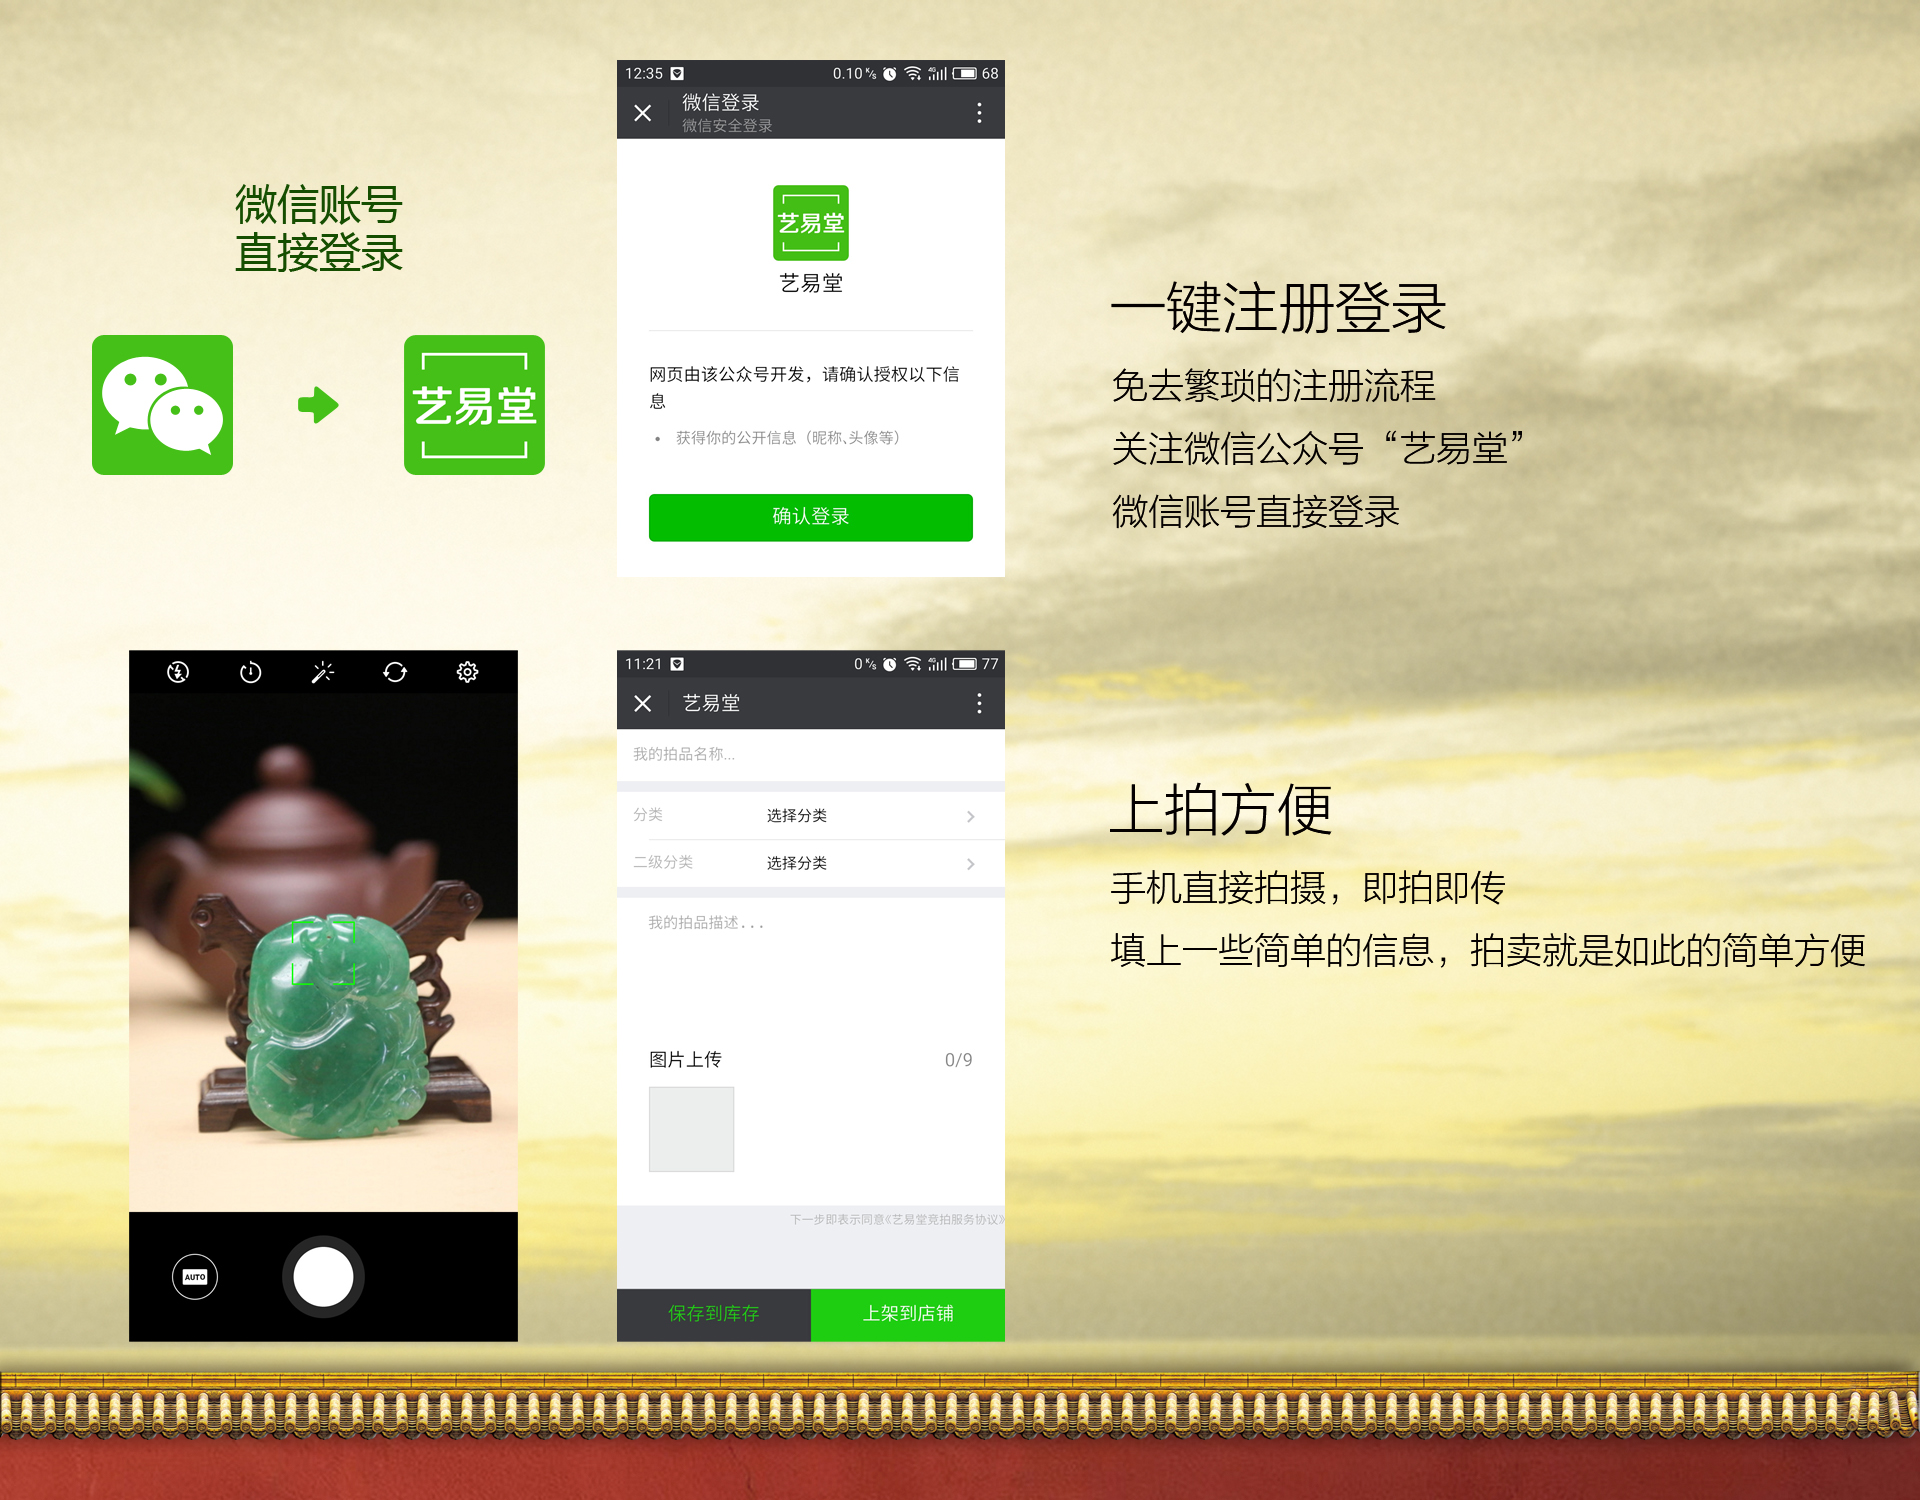 微信账号
直接登录
艺易堂
12:35
0.10 K/s
4G
68
微信登录
微信安全登录
艺易堂
艺易堂
网页由该公众号开发，请确认授权以下信
息
• 获得你的公开信息（昵称、头像等）
确认登录
一键注册登录
免去繁琐的注册流程
关注微信公众号“艺易堂”
微信账号直接登录
AUTO
11:21
0 K/s
4G
77
艺易堂
我的拍品名称...
分类 选择分类
二级分类 选择分类
我的拍品描述...
图片上传 0/9
下一步即表示同意《艺易堂竞拍服务协议》
保存到库存 上架到店铺
上拍方便
手机直接拍摄，即拍即传
填上一些简单的信息，拍卖就是如此的简单方便